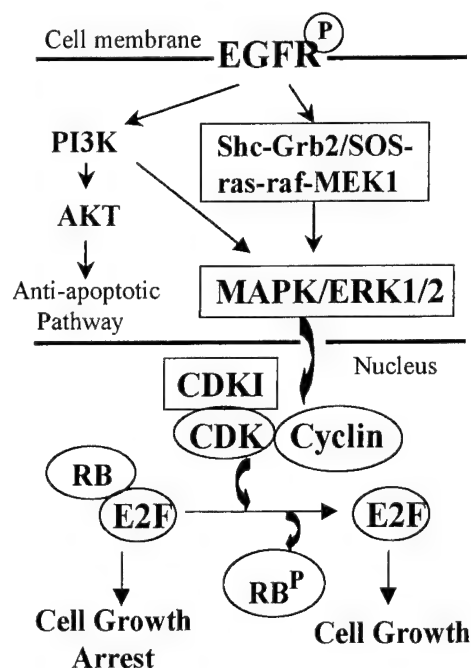 Cell membrane
EGFR
P
PI3K
Shc-Grb2/SOS-
ras-raf-MEK1
AKT
Anti-apoptotic
Pathway
MAPK/ERK1/2
Nucleus
CDKI
CDK
Cyclin
RB
E2F
E2F
RBP
Cell Growth
Arrest
Cell Growth